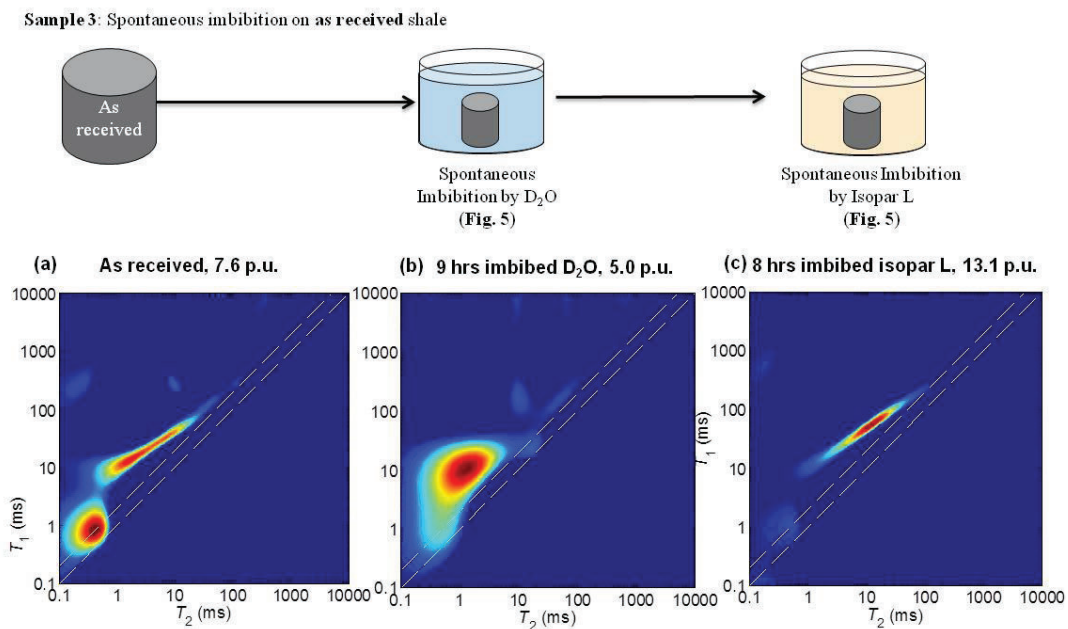 Sample 3: Spontaneous imbibition on as received shale
As
received
Spontaneous
Imbibition by D₂O
(Fig. 5)
Spontaneous Imbibition
by Isopar L
(Fig. 5)
(a) As received, 7.6 p.u.
10000
1000
100
10
1
0.1
T₁ (ms)
0.1 1 10 100 1000 10000
T₂ (ms)
(b) 9 hrs imbibed D₂O, 5.0 p.u.
10000
1000
100
10
1
0.1
0.1 1 10 100 1000 10000
T₂ (ms)
(c) 8 hrs imbibed isopar L, 13.1 p.u.
10000
1000
100
10
1
0.1
T₁ (ms)
0.1 1 10 100 1000 10000
T₂ (ms)